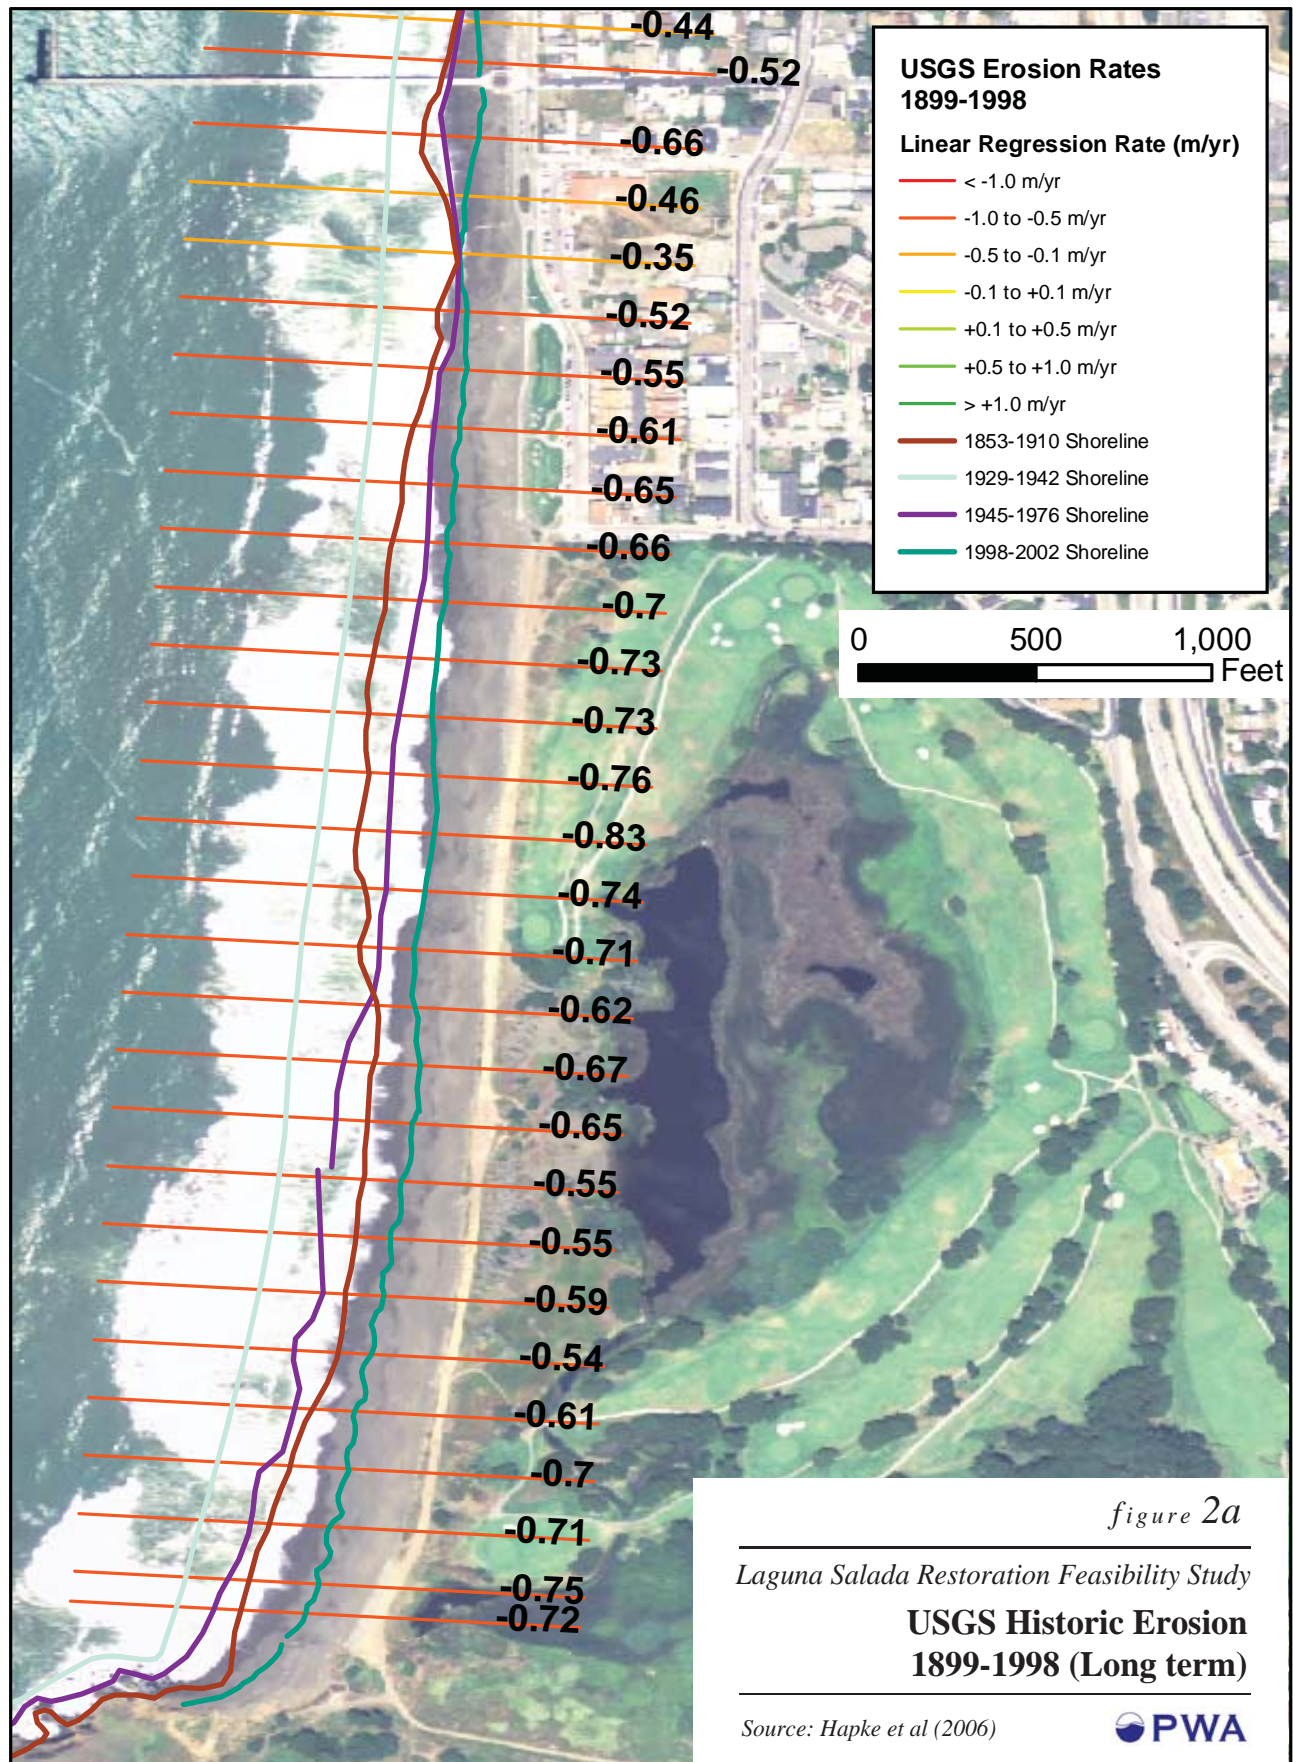 -0.44
-0.52
-0.66
-0.46
-0.35
-0.52
-0.55
-0.61
-0.65
-0.66
-0.7
-0.73
-0.73
-0.76
-0.83
-0.74
-0.71
-0.62
-0.67
-0.65
-0.55
-0.55
-0.59
-0.54
-0.61
-0.7
-0.71
-0.75
-0.72
USGS Erosion Rates
1899-1998
Linear Regression Rate (m/yr)
< -1.0 m/yr
-1.0 to -0.5 m/yr
-0.5 to -0.1 m/yr
-0.1 to +0.1 m/yr
+0.1 to +0.5 m/yr
+0.5 to +1.0 m/yr
> +1.0 m/yr
1853-1910 Shoreline
1929-1942 Shoreline
1945-1976 Shoreline
1998-2002 Shoreline
0 500 1,000
Feet
figure 2a
Laguna Salada Restoration Feasibility Study
USGS Historic Erosion
1899-1998 (Long term)
Source: Hapke et al (2006)
PWA